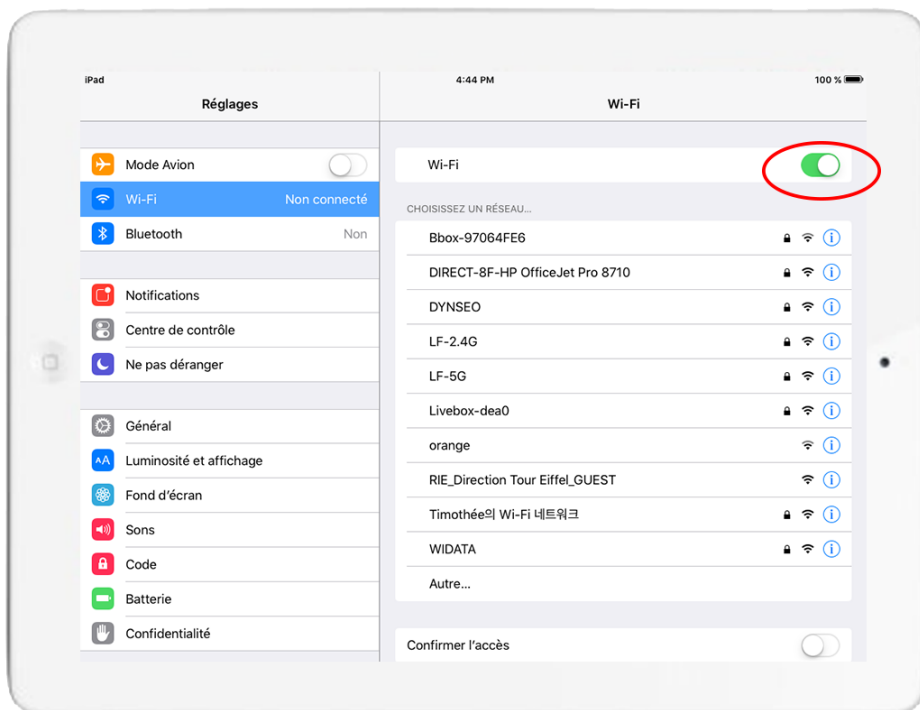 iPad
4:44 PM
100 %
Réglages
Wi-Fi
Mode Avion
Wi-Fi
Non connecté
Bluetooth
Non
Notifications
Centre de contrôle
Ne pas déranger
Général
Luminosité et affichage
Fond d'écran
Sons
Code
Batterie
Confidentialité
Wi-Fi
CHOISISSEZ UN RÉSEAU...
Bbox-97064FE6
DIRECT-8F-HP OfficeJet Pro 8710
DYNSEO
LF-2.4G
LF-5G
Livebox-dea0
orange
RIE_Direction Tour Eiffel_GUEST
Timothée의 Wi-Fi 네트워크
WIDATA
Autre...
Confirmer l'accès